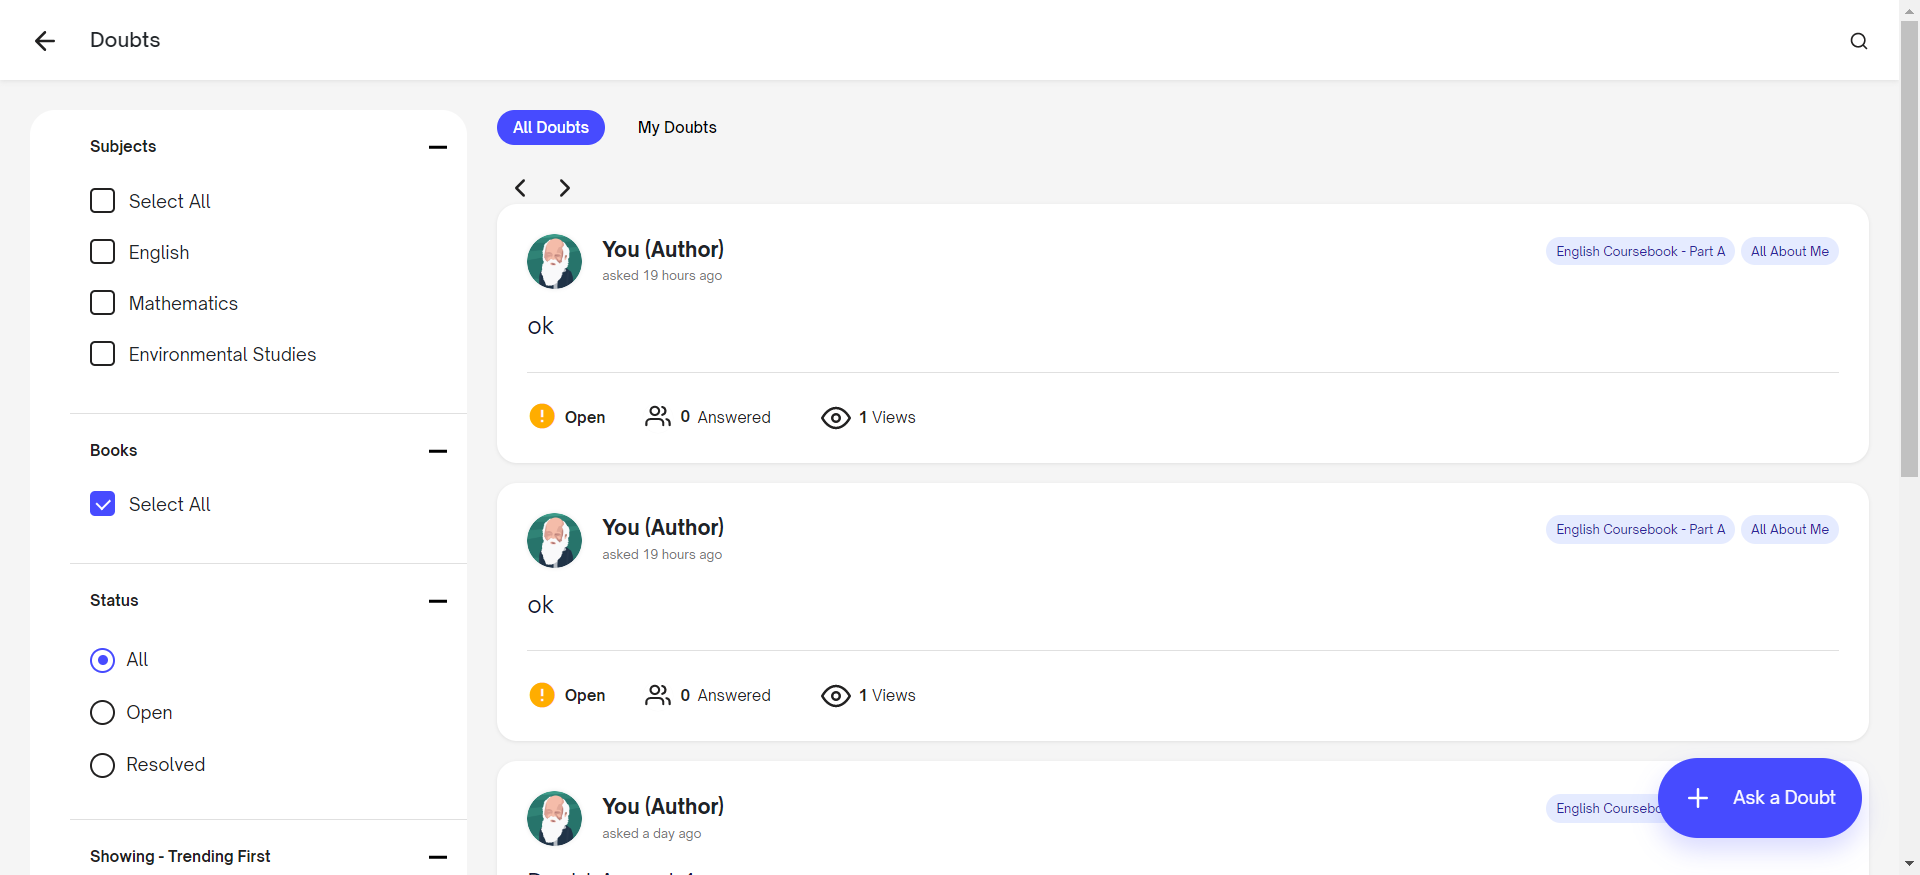 Doubts
Subjects
Select All
English
Mathematics
Environmental Studies
Books
Select All
Status
All
Open
Resolved
Showing - Trending First
All Doubts
My Doubts
You (Author)
asked 19 hours ago
English Coursebook - Part A
All About Me
ok
Open
0 Answered
1 Views
You (Author)
asked 19 hours ago
English Coursebook - Part A
All About Me
ok
Open
0 Answered
1 Views
You (Author)
asked a day ago
English
Ask a Doubt